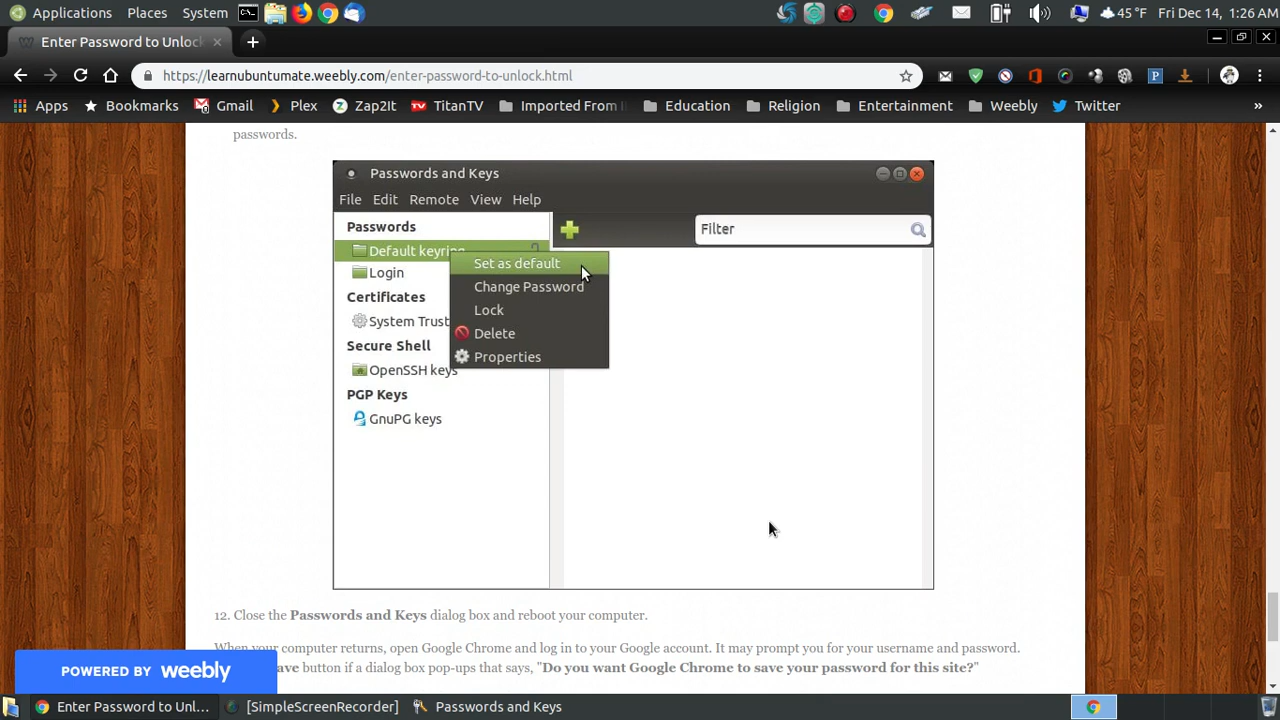 Applications Places System 45 °F Fri Dec 14, 1:26 AM
Enter Password to Unlock
https://learnubuntumate.weebly.com/enter-password-to-unlock.html
Apps Bookmarks Gmail Plex Zap2It TitanTV Imported From Education Religion Entertainment Weebly Twitter »
passwords.
Passwords and Keys
File Edit Remote View Help
Passwords
Filter
Default keyring
Set as default
Login
Change Password
Certificates
Lock
System Trust
Delete
Secure Shell
Properties
OpenSSH keys
PGP Keys
GnuPG keys
12. Close the Passwords and Keys dialog box and reboot your computer.
When your computer returns, open Google Chrome and log in to your Google account. It may prompt you for your username and password.
ave button if a dialog box pop-ups that says, "Do you want Google Chrome to save your password for this site?"
POWERED BY weebly
Enter Password to Unl... [SimpleScreenRecorder] Passwords and Keys